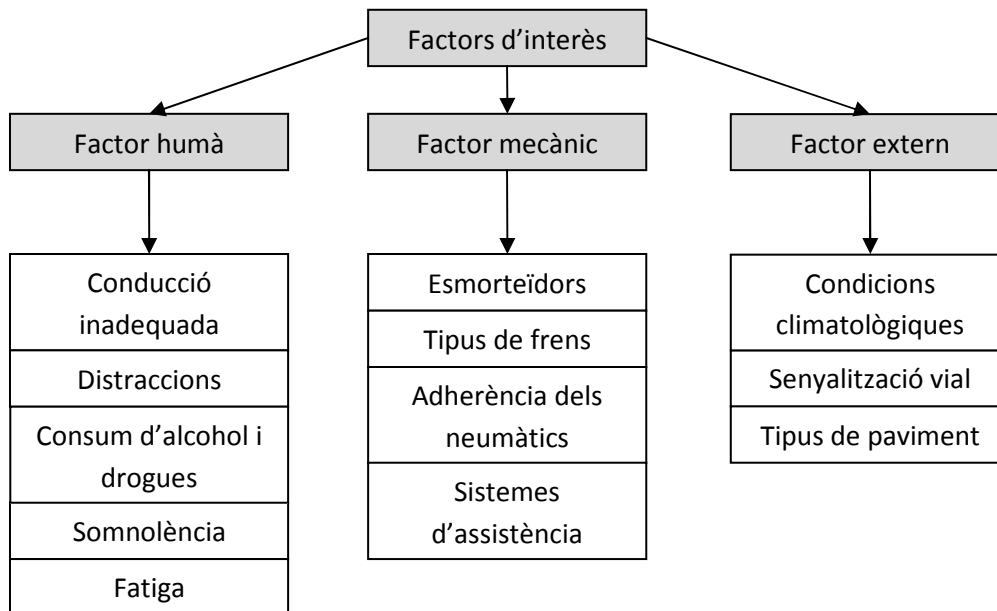 Factors d’interès
Factor humà
Factor mecànic
Factor extern
Conducció
inadequada
Distraccions
Consum d’alcohol i
drogues
Somnolència
Fatiga
Esmorteïdors
Tipus de frens
Adherència dels
neumàtics
Sistemes
d’assistència
Condicions
climatològiques
Senyalització vial
Tipus de paviment